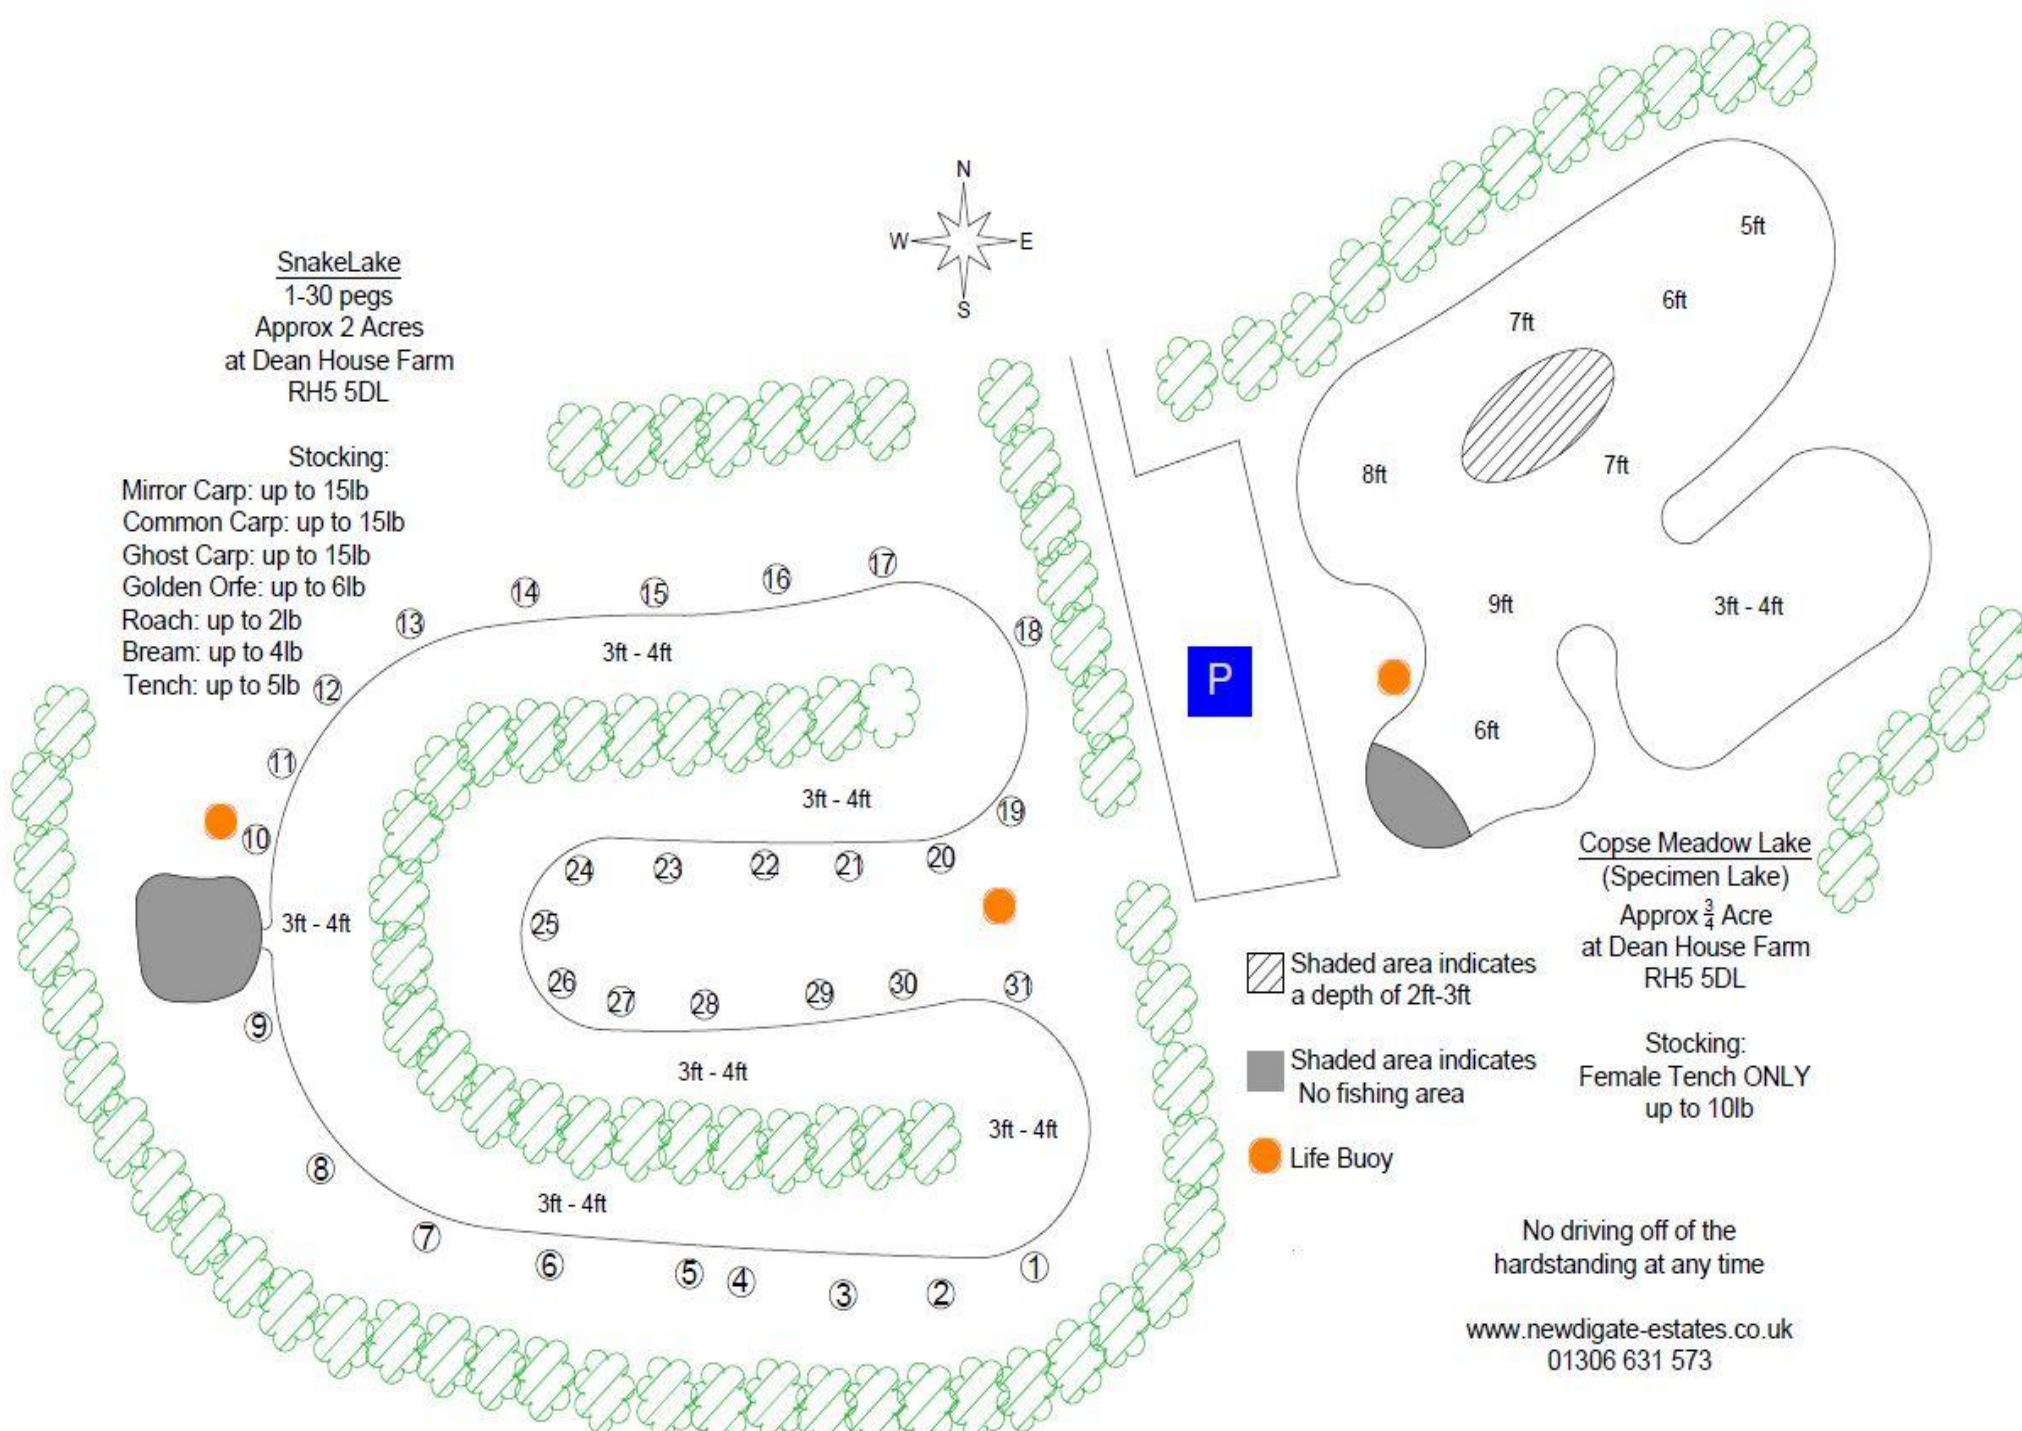 N
W
E
S
SnakeLake
1-30 pegs
Approx 2 Acres
at Dean House Farm
RH5 5DL
Stocking:
Mirror Carp: up to 15lb
Common Carp: up to 15lb
Ghost Carp: up to 15lb
Golden Orfe: up to 6lb
Roach: up to 2lb
Bream: up to 4lb
Tench: up to 5lb
17
16
14
15
13
18
12
11
10
19
20
24
23
22
21
25
26
27
28
29
30
31
9
8
7
6
5
4
3
2
1
3ft - 4ft
3ft - 4ft
3ft - 4ft
3ft - 4ft
3ft - 4ft
3ft - 4ft
P
5ft
6ft
7ft
7ft
8ft
9ft
3ft - 4ft
6ft
Copse Meadow Lake
(Specimen Lake)
Approx ¾ Acre
at Dean House Farm
RH5 5DL
Stocking:
Female Tench ONLY
up to 10lb
Shaded area indicates
a depth of 2ft-3ft
Shaded area indicates
No fishing area
Life Buoy
No driving off of the
hardstanding at any time
www.newdigate-estates.co.uk
01306 631 573